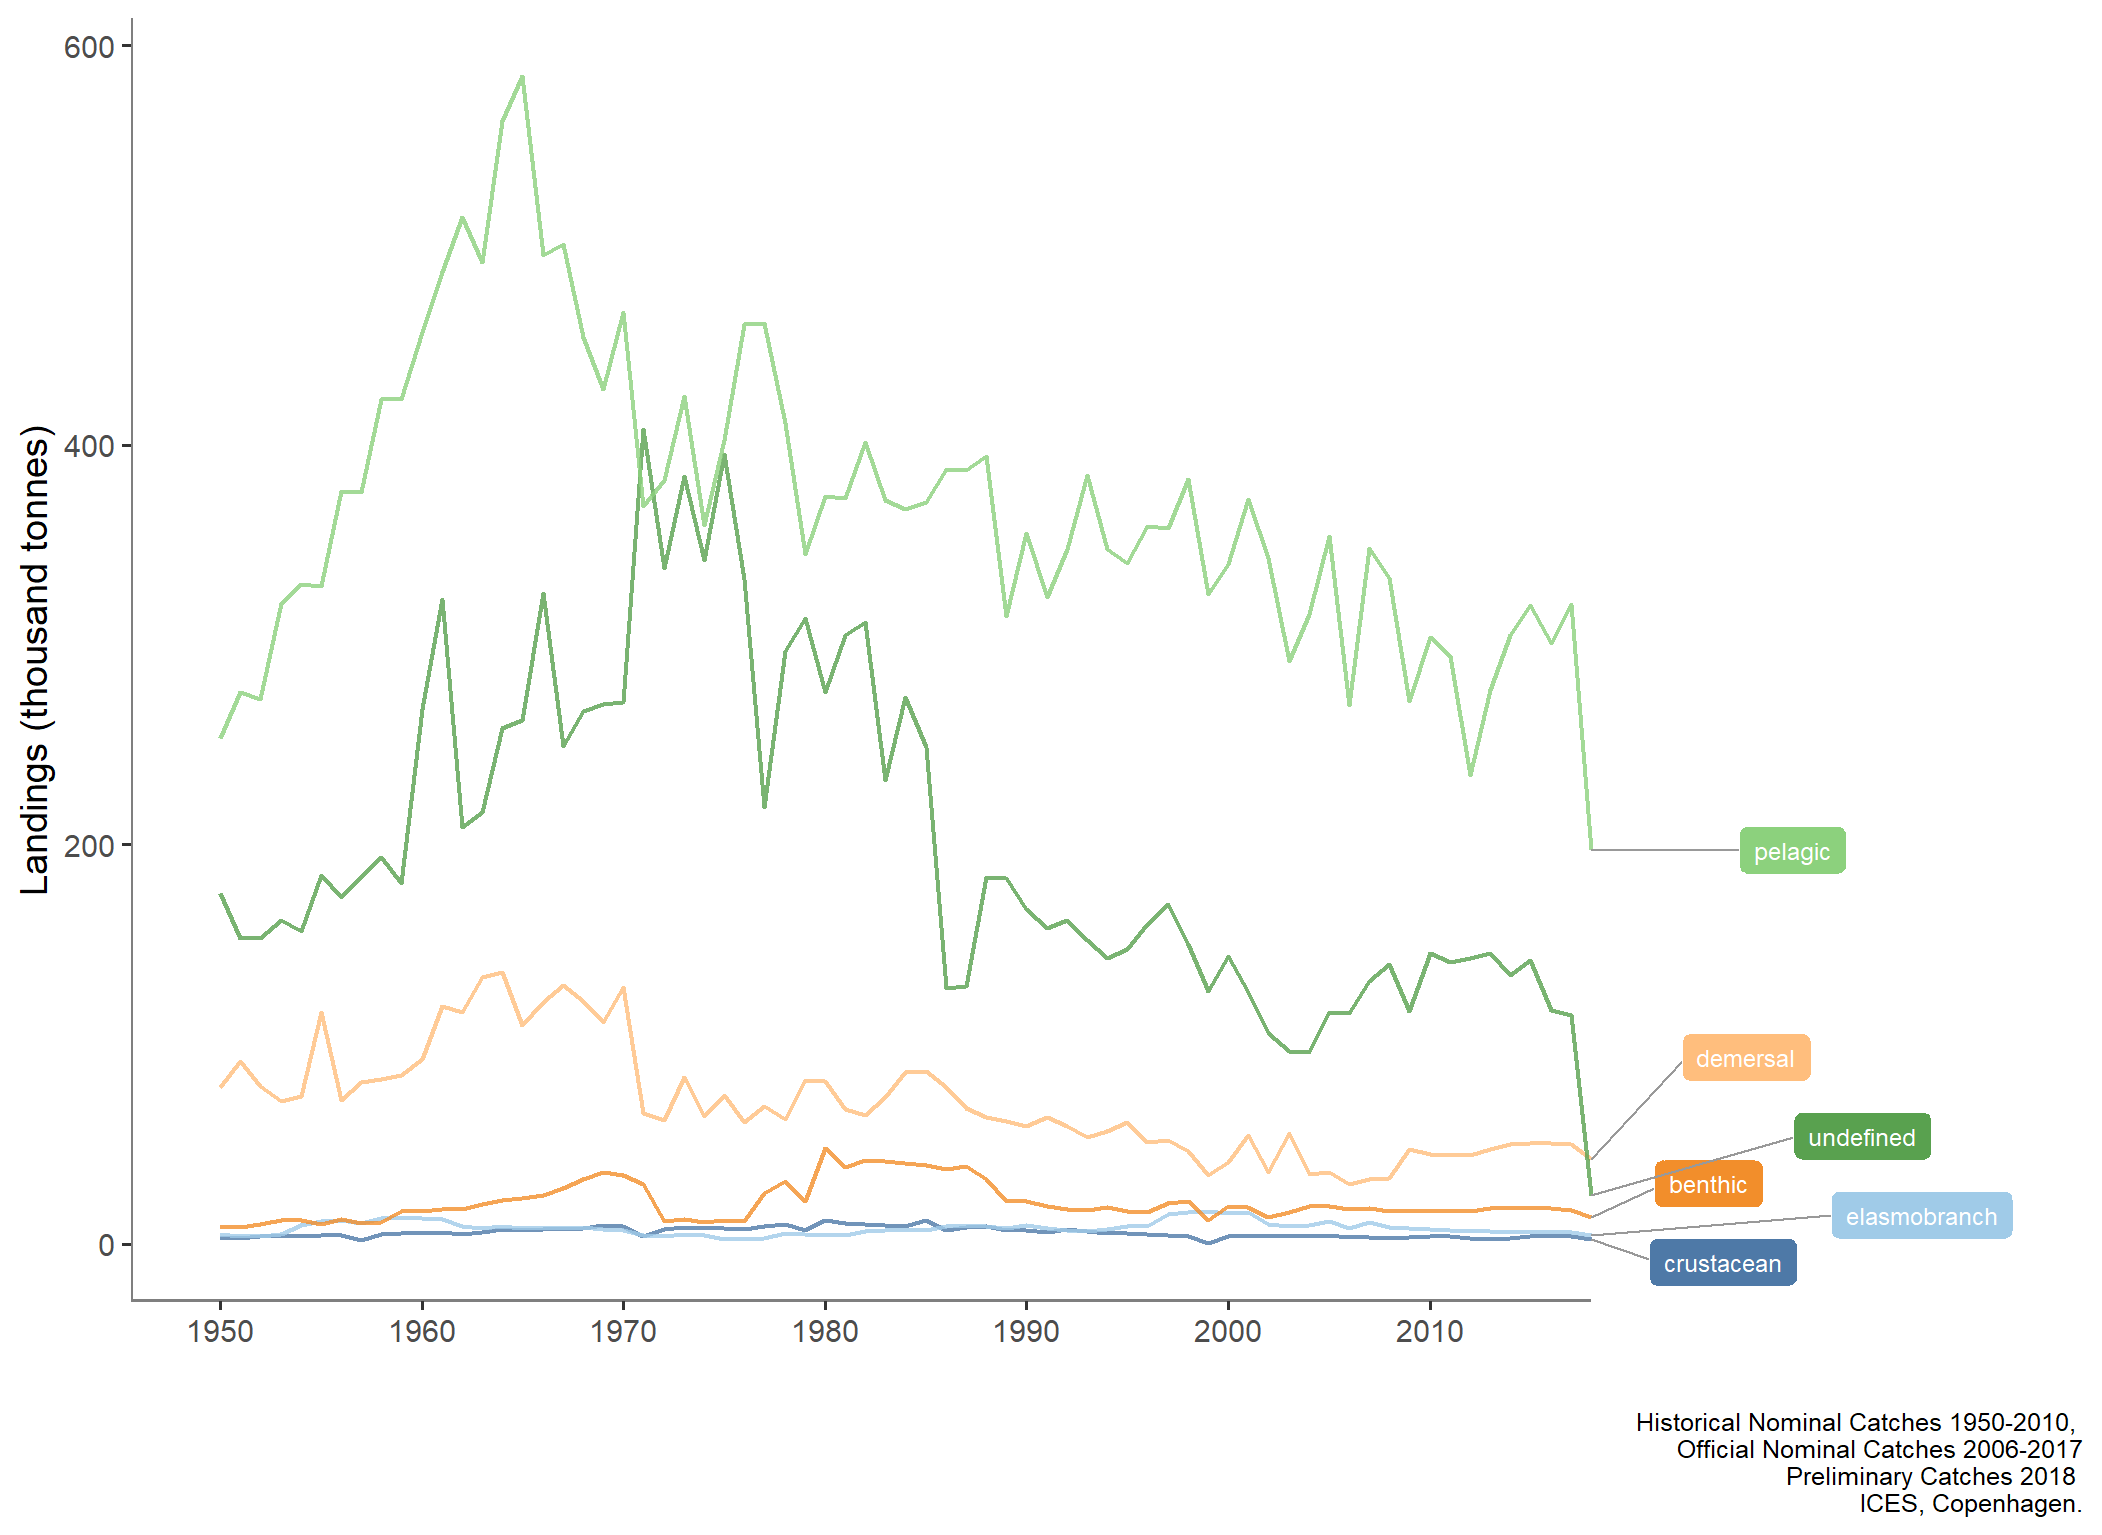 600
400
200
0
Landings (thousand tonnes)
1950 1960 1970 1980 1990 2000 2010
pelagic
demersal
undefined
benthic
elasmobranch
crustacean
Historical Nominal Catches 1950-2010,
Official Nominal Catches 2006-2017
Preliminary Catches 2018
ICES, Copenhagen.